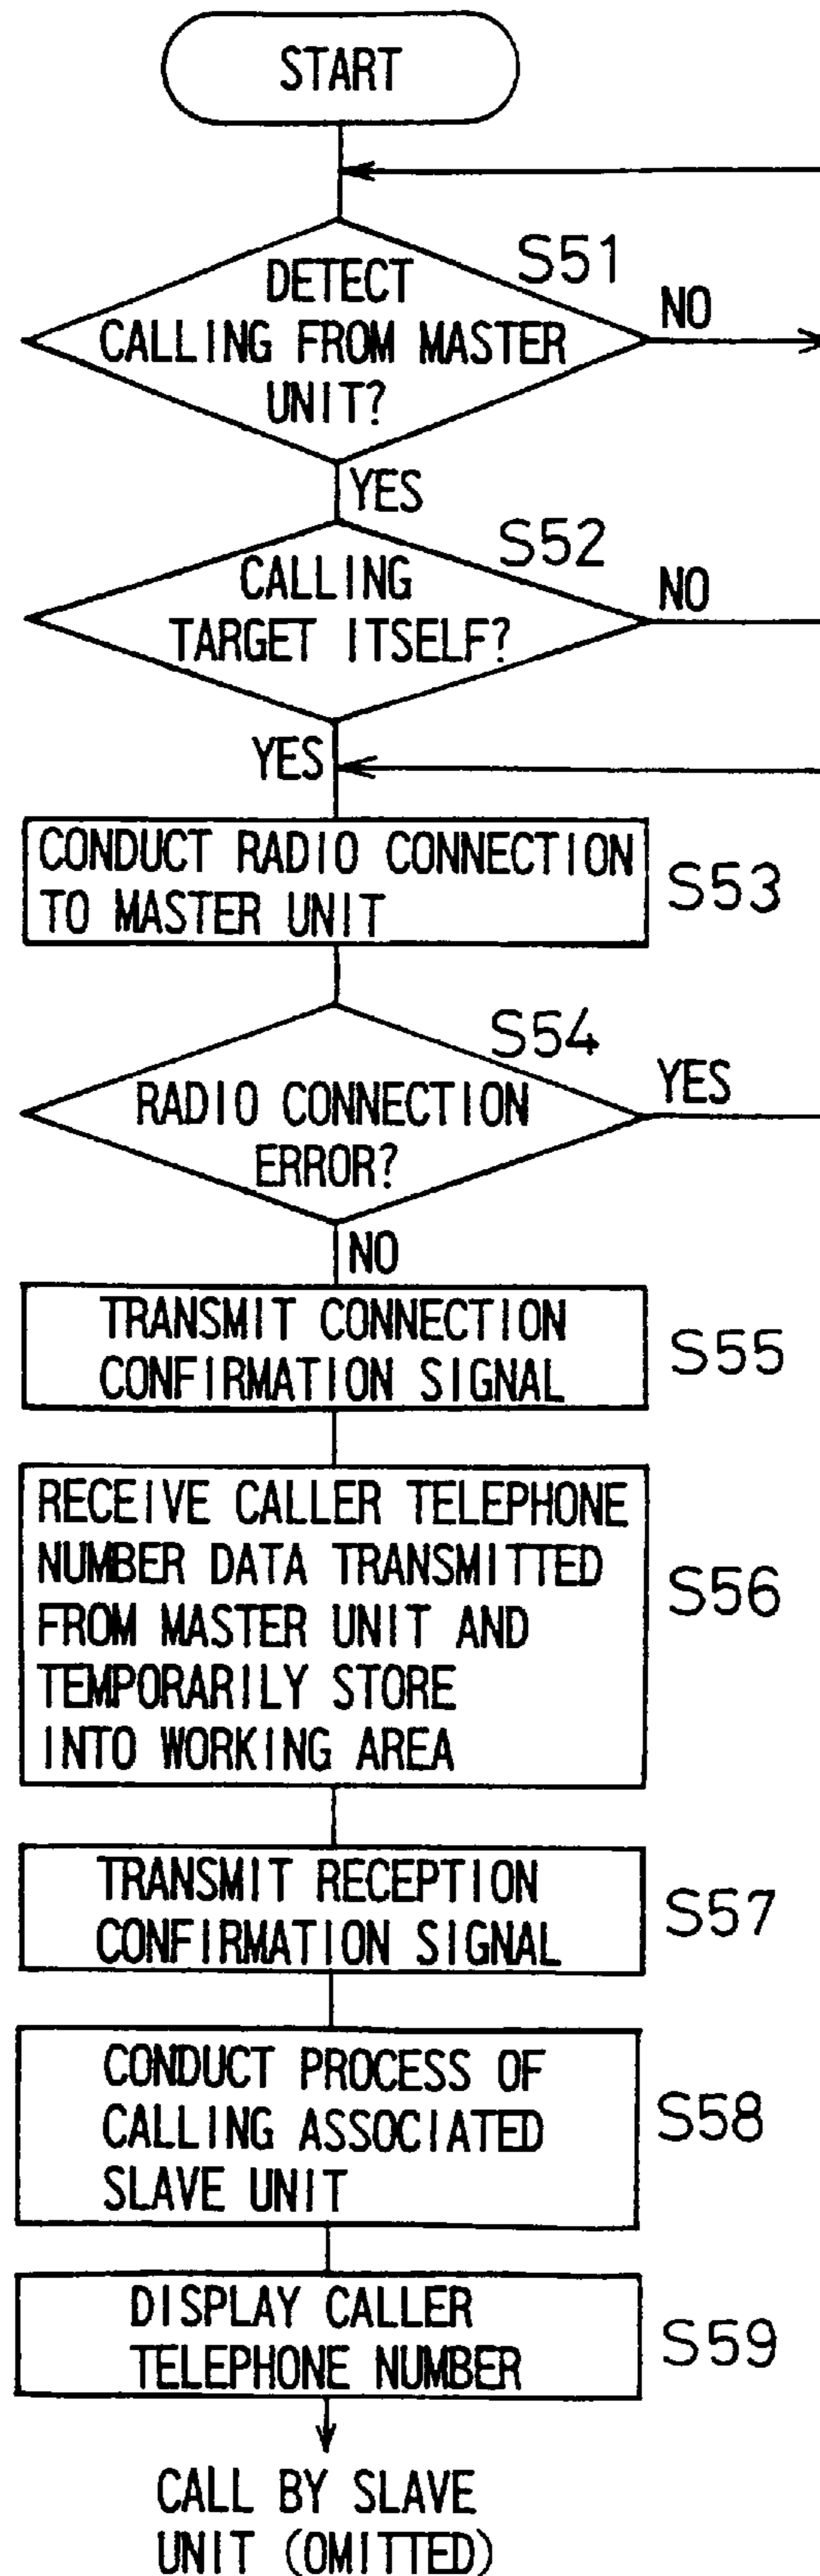 START
S51
DETECT
CALLING FROM MASTER
UNIT?
NO
YES
S52
CALLING
TARGET ITSELF?
NO
YES
CONDUCT RADIO CONNECTION
TO MASTER UNIT
S53
S54
RADIO CONNECTION
ERROR?
YES
NO
TRANSMIT CONNECTION
CONFIRMATION SIGNAL
S55
RECEIVE CALLER TELEPHONE
NUMBER DATA TRANSMITTED
FROM MASTER UNIT AND
TEMPORARILY STORE
INTO WORKING AREA
S56
TRANSMIT RECEPTION
CONFIRMATION SIGNAL
S57
CONDUCT PROCESS OF
CALLING ASSOCIATED
SLAVE UNIT
S58
DISPLAY CALLER
TELEPHONE NUMBER
S59
CALL BY SLAVE
UNIT (OMITTED)